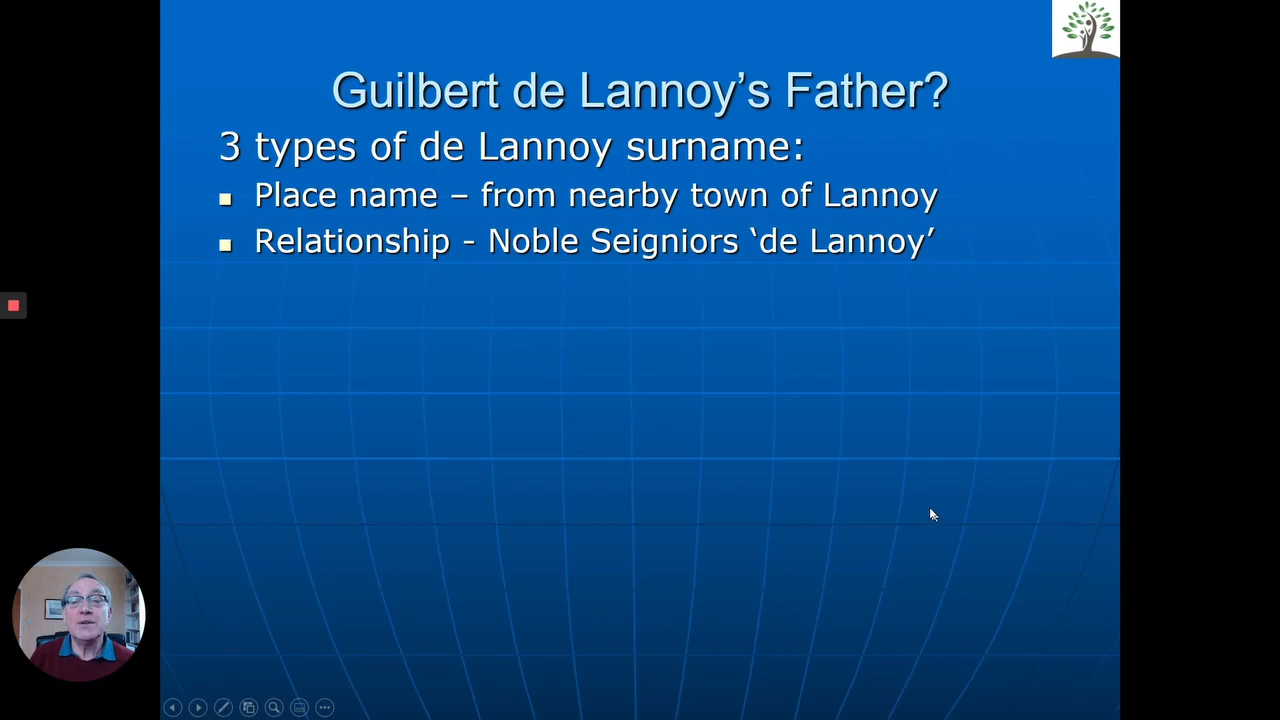 Guilbert de Lannoy’s Father?
3 types of de Lannoy surname:
Place name – from nearby town of Lannoy
Relationship - Noble Seigniors ‘de Lannoy’